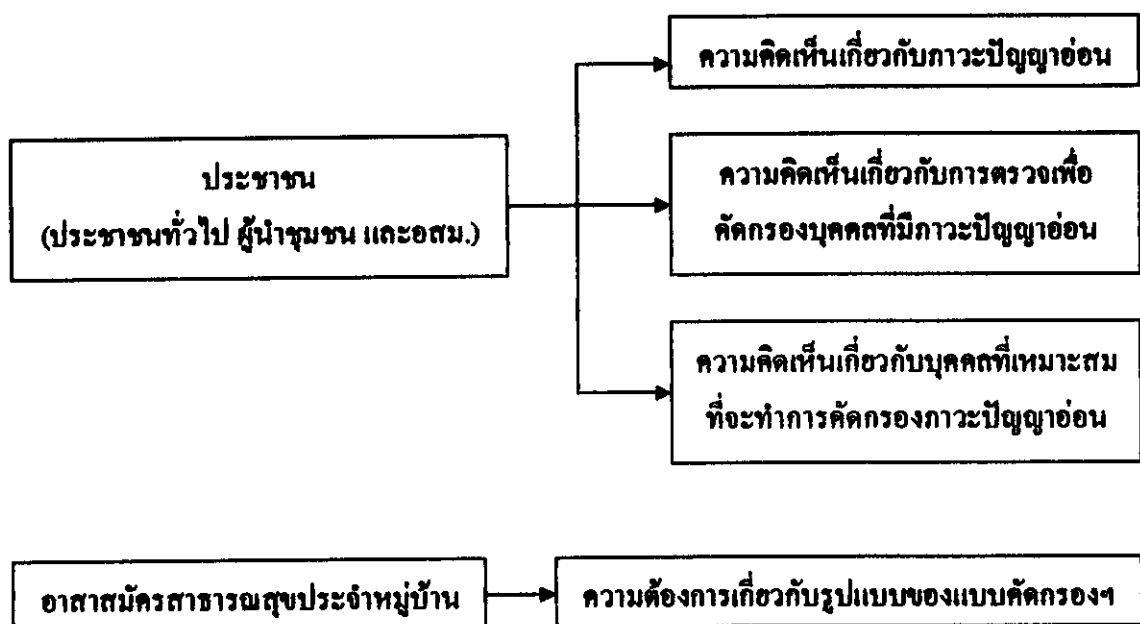 ความคิดเห็นเกี่ยวกับภาวะปัญญาอ่อน
ประชาชน
(ประชาชนทั่วไป ผู้นำชุมชน และอสม.)
ความคิดเห็นเกี่ยวกับการตรวจเพื่อ
คัดกรองบุคคลที่มีภาวะปัญญาอ่อน
ความคิดเห็นเกี่ยวกับบุคคลที่เหมาะสม
ที่จะทำการคัดกรองภาวะปัญญาอ่อน
อาสาสมัครสาธารณสุขประจำหมู่บ้าน
ความต้องการเกี่ยวกับรูปแบบของแบบคัดกรองฯ